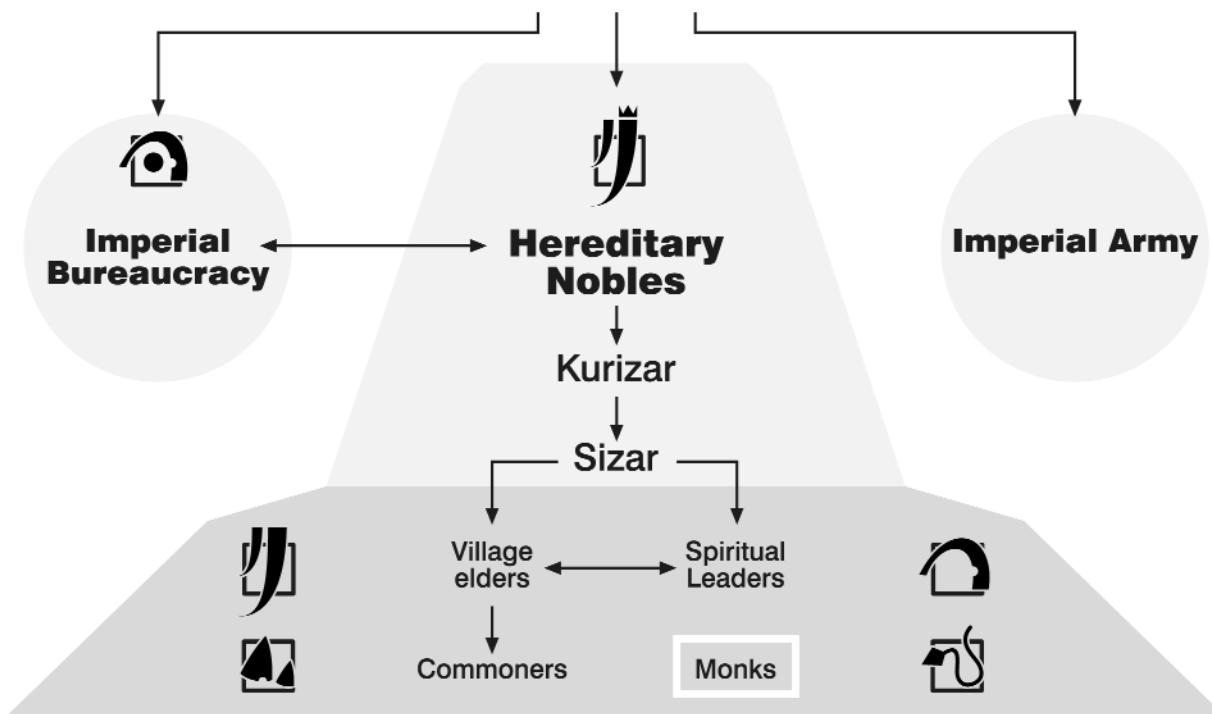 Imperial
Bureaucracy
Hereditary
Nobles
Imperial Army
Kurizar
Sizar
Village
elders
Spiritual
Leaders
Commoners
Monks